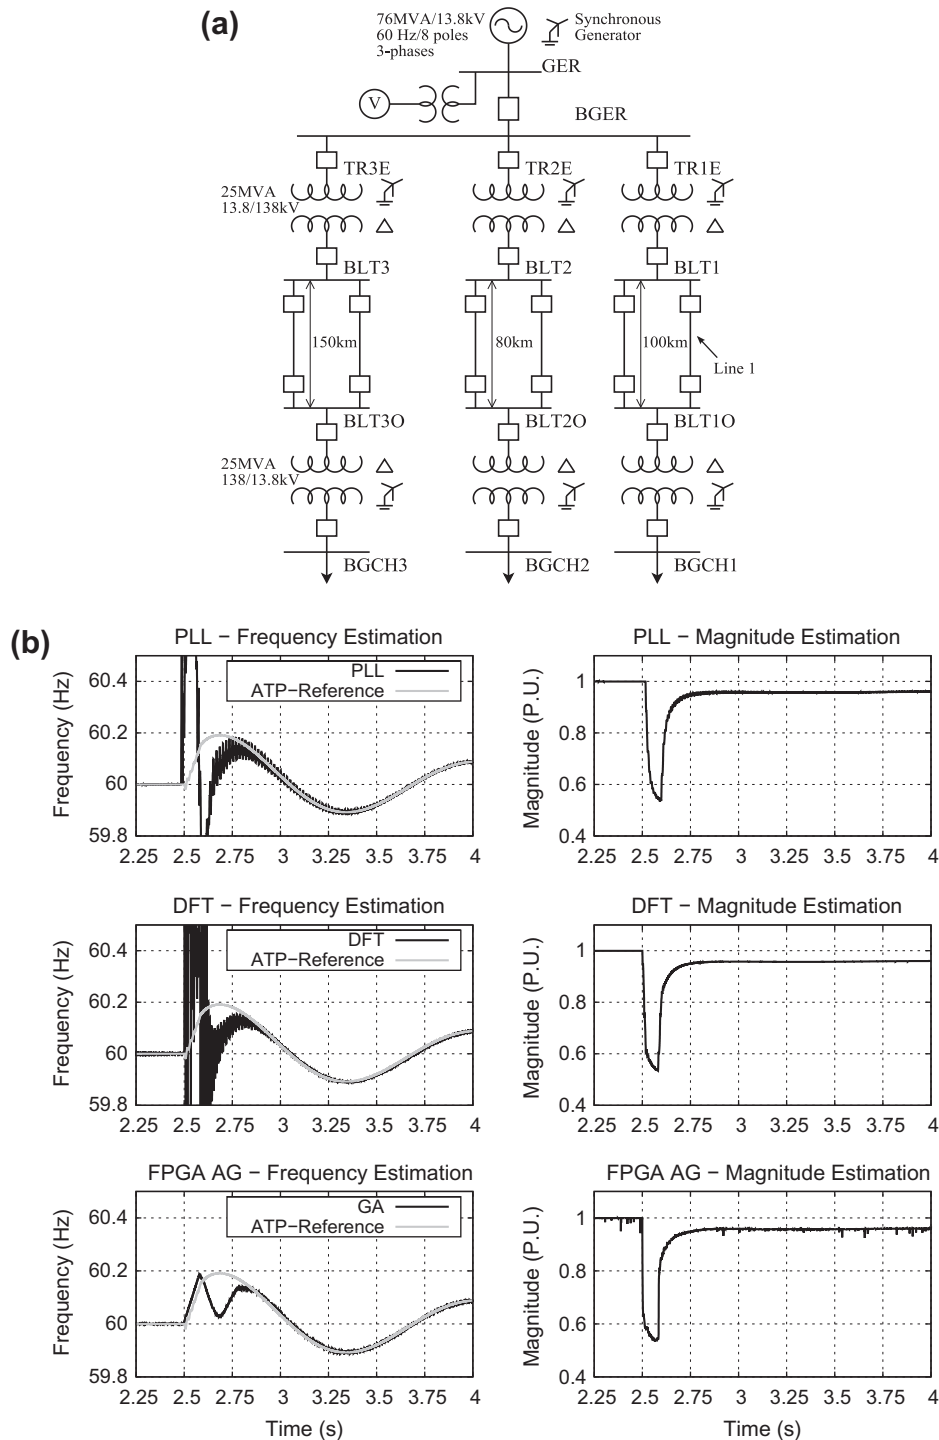 (a)
76MVA/13.8kV
60 Hz/8 poles
3-phases
Synchronous
Generator
GER
V
BGER
TR3E
TR2E
TR1E
25MVA
13.8/138kV
BLT3
BLT2
BLT1
150km
80km
100km
Line 1
BLT3O
BLT2O
BLT1O
25MVA
138/13.8kV
BGCH3
BGCH2
BGCH1
(b)
PLL − Frequency Estimation
Frequency (Hz)
60.4
60.2
60
59.8
PLL
ATP−Reference
2.25 2.5 2.75 3 3.25 3.5 3.75 4
PLL − Magnitude Estimation
Magnitude (P.U.)
1
0.8
0.6
0.4
2.25 2.5 2.75 3 3.25 3.5 3.75 4
DFT − Frequency Estimation
Frequency (Hz)
60.4
60.2
60
59.8
DFT
ATP−Reference
2.25 2.5 2.75 3 3.25 3.5 3.75 4
DFT − Magnitude Estimation
Magnitude (P.U.)
1
0.8
0.6
0.4
2.25 2.5 2.75 3 3.25 3.5 3.75 4
FPGA AG − Frequency Estimation
Frequency (Hz)
60.4
60.2
60
59.8
GA
ATP−Reference
2.25 2.5 2.75 3 3.25 3.5 3.75 4
Time (s)
FPGA AG − Magnitude Estimation
Magnitude (P.U.)
1
0.8
0.6
0.4
2.25 2.5 2.75 3 3.25 3.5 3.75 4
Time (s)